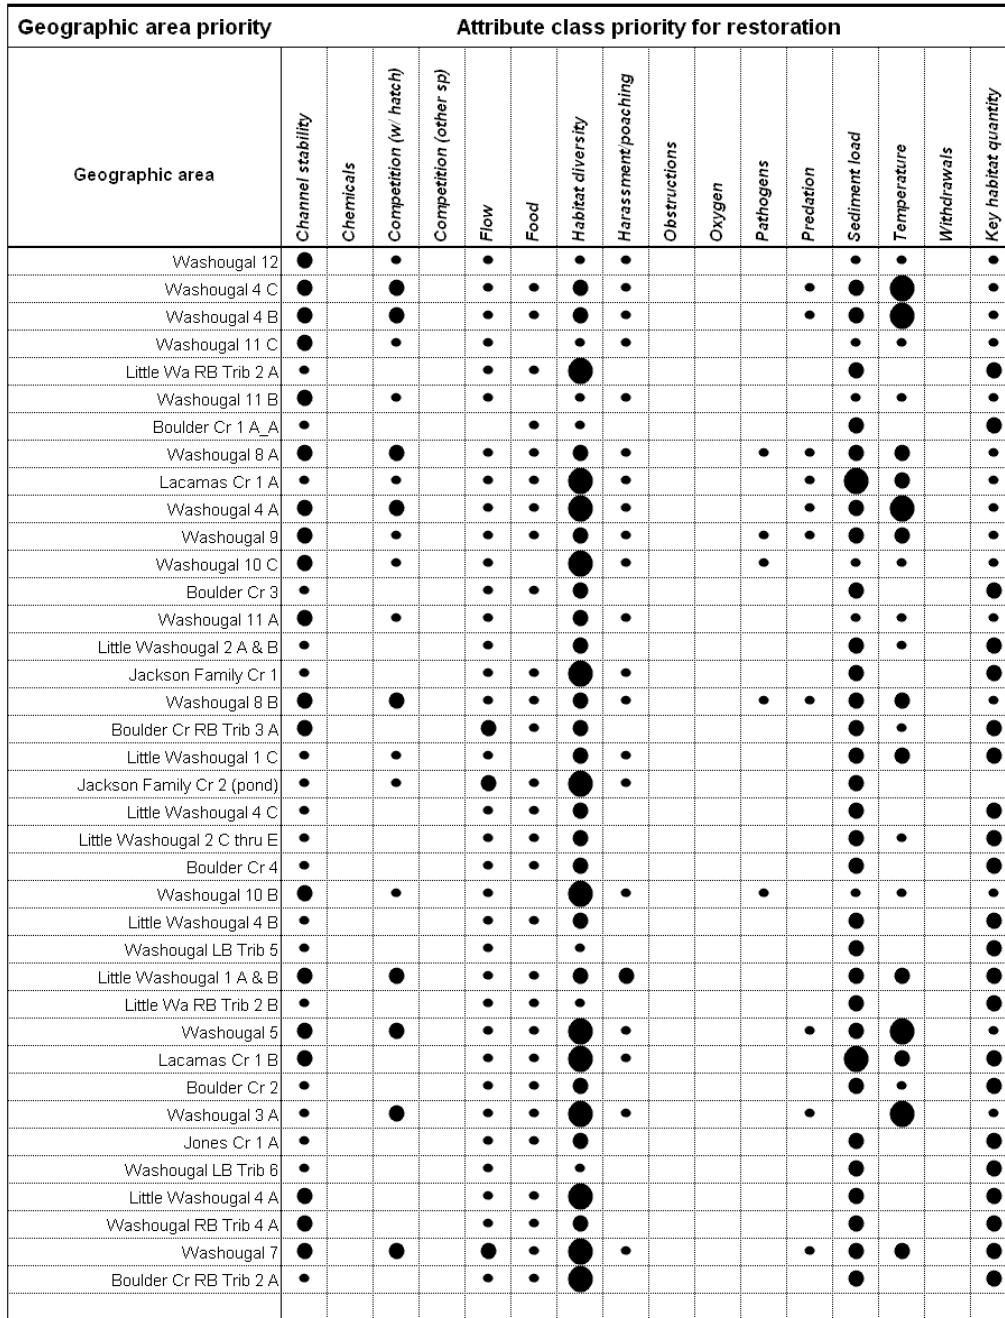 Geographic area priority Attribute class priority for restoration
Geographic area
Channel stability
Chemicals
Competition (w/ hatch)
Competition (other sp)
Flow
Food
Habitat diversity
Harassment/poaching
Obstructions
Oxygen
Pathogens
Predation
Sediment load
Temperature
Withdrawals
Key habitat quantity
Washougal 12
Washougal 4 C
Washougal 4 B
Washougal 11 C
Little Wa RB Trib 2 A
Washougal 11 B
Boulder Cr 1 A_A
Washougal 8 A
Lacamas Cr 1 A
Washougal 4 A
Washougal 9
Washougal 10 C
Boulder Cr 3
Washougal 11 A
Little Washougal 2 A & B
Jackson Family Cr 1
Washougal 8 B
Boulder Cr RB Trib 3 A
Little Washougal 1 C
Jackson Family Cr 2 (pond)
Little Washougal 4 C
Little Washougal 2 C thru E
Boulder Cr 4
Washougal 10 B
Little Washougal 4 B
Washougal LB Trib 5
Little Washougal 1 A & B
Little Wa RB Trib 2 B
Washougal 5
Lacamas Cr 1 B
Boulder Cr 2
Washougal 3 A
Jones Cr 1 A
Washougal LB Trib 6
Little Washougal 4 A
Washougal RB Trib 4 A
Washougal 7
Boulder Cr RB Trib 2 A